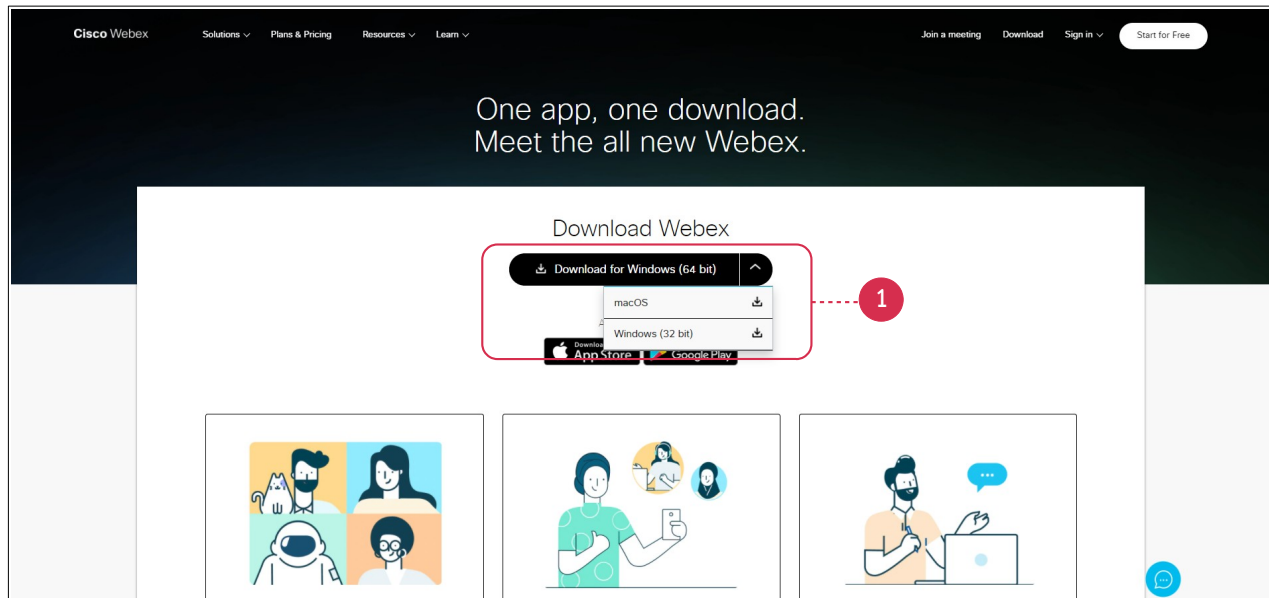 Cisco Webex Solutions Plans & Pricing Resources Learn Join a meeting Download Sign in Start for Free
One app, one download.
Meet the all new Webex.
Download Webex
Download for Windows (64 bit)
macOS
1
Windows (32 bit)
App Store
Google Play